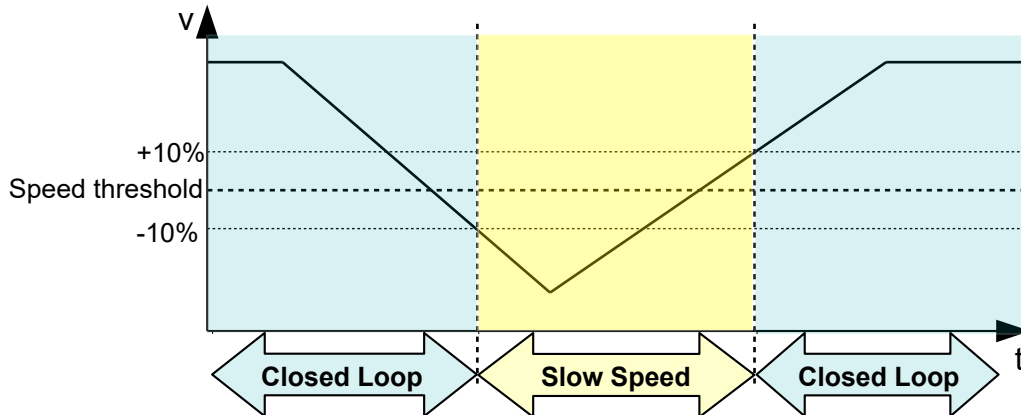 v
+10%
Speed threshold
-10%
t
Closed Loop
Slow Speed
Closed Loop